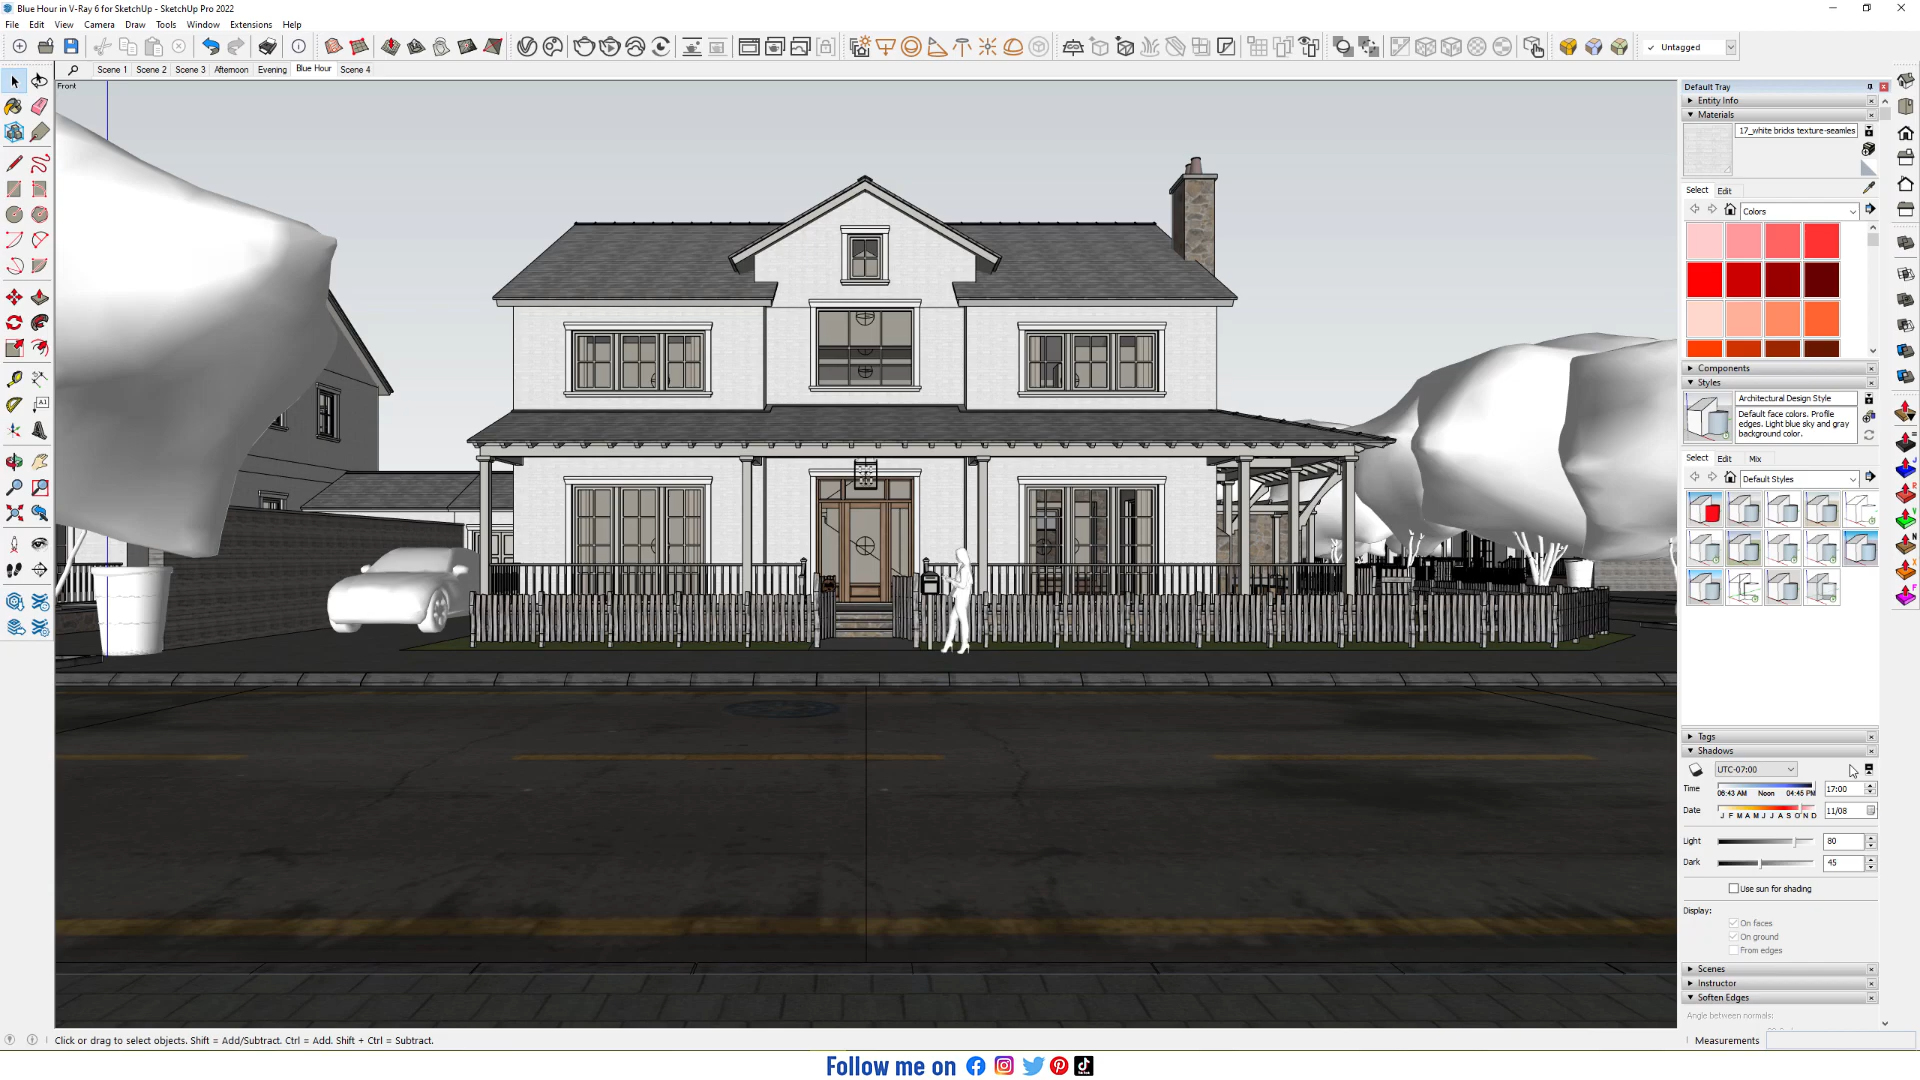 Blue Hour in V-Ray 6 for SketchUp - SketchUp Pro 2022
File Edit View Camera Draw Tools Window Extensions Help
Untagged
Scene 1 Scene 2 Scene 3 Afternoon Evening Blue Hour Scene 4
Front
Default Tray
Entity Info
Materials
17_white bricks texture-seamles
Select Edit
Colors
Components
Styles
Architectural Design Style
Default face colors. Profile
edges. Light blue sky and gray
background color.
Select Edit Mix
Default Styles
Tags
Shadows
UTC-07:00
Time 06:43 AM Noon 04:45 PM 17:00
Date J F M A M J J A S O N D 11/08
Light 80
Dark 45
Use sun for shading
Display:
On faces
On ground
From edges
Scenes
Instructor
Soften Edges
Angle between normals:
Click or drag to select objects. Shift = Add/Subtract. Ctrl = Add. Shift + Ctrl = Subtract.
Measurements
Follow me on